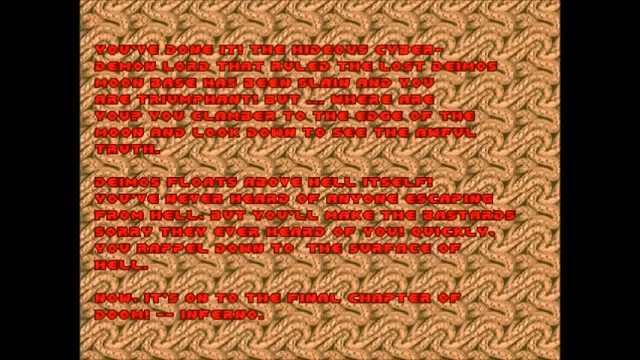 YOU'VE DONE IT! THE HIDEOUS CYBER-
DEMON LORD THAT RULED THE LOST DEIMOS
MOON BASE HAS BEEN SLAIN AND YOU
ARE TRIUMPHANT! BUT ... WHERE ARE
YOU? YOU CLAMBER TO THE EDGE OF THE
MOON AND LOOK DOWN TO SEE THE AWFUL
TRUTH.
DEIMOS FLOATS ABOVE HELL ITSELF!
YOU'VE NEVER HEARD OF ANYONE ESCAPING
FROM HELL, BUT YOU'LL MAKE THE BASTARDS
SORRY THEY EVER HEARD OF YOU! QUICKLY,
YOU RAPPEL DOWN TO THE SURFACE OF
HELL.
NOW, IT'S ON TO THE FINAL CHAPTER OF
DOOM! -- INFERNO.